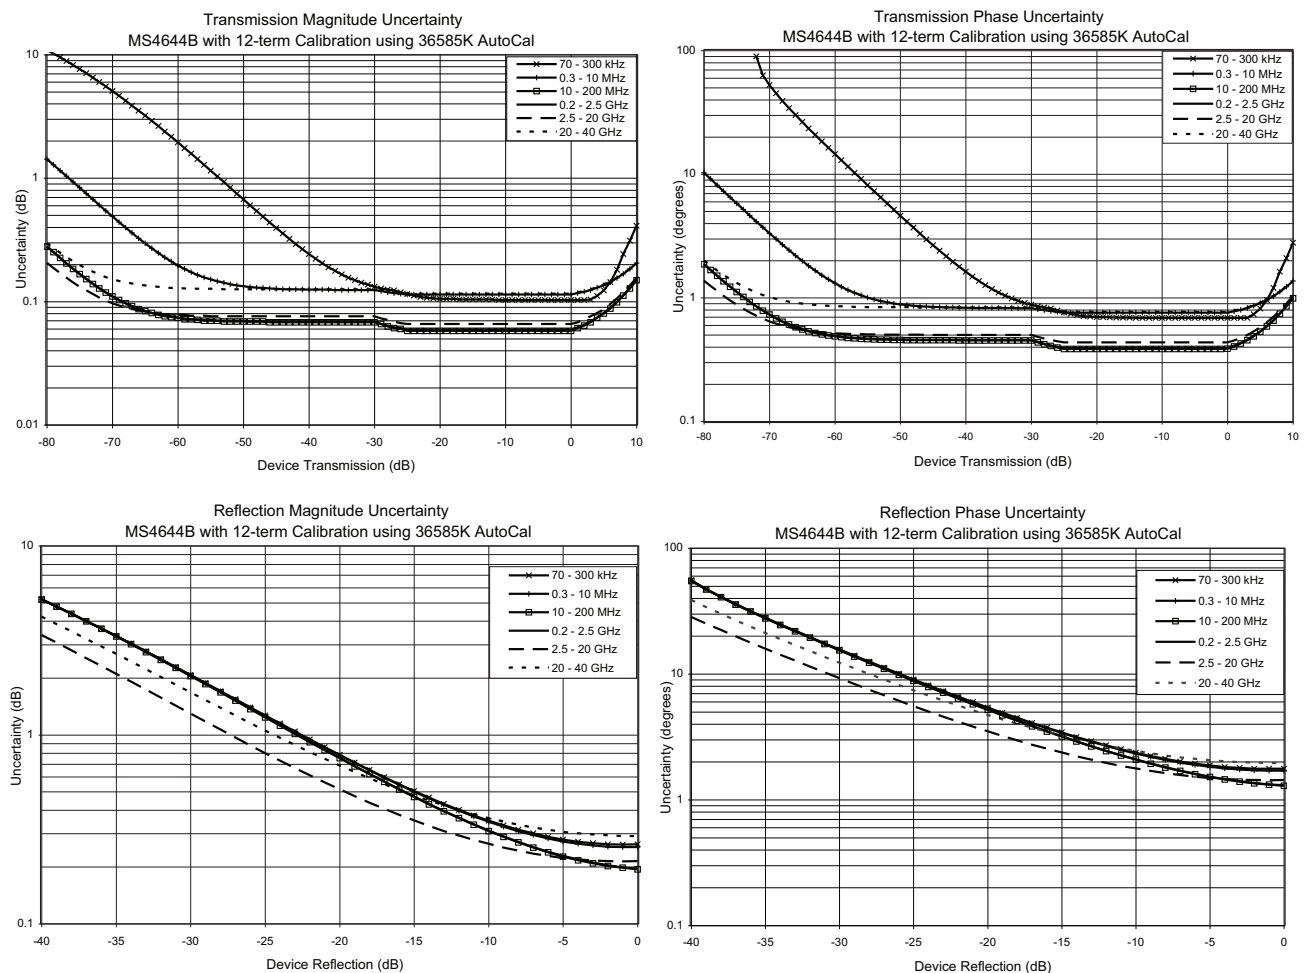 Transmission Magnitude Uncertainty
MS4644B with 12-term Calibration using 36585K AutoCal
10
1
0.1
0.01
Uncertainty (dB)
70 - 300 kHz
0.3 - 10 MHz
10 - 200 MHz
0.2 - 2.5 GHz
2.5 - 20 GHz
20 - 40 GHz
-80 -70 -60 -50 -40 -30 -20 -10 0 10
Device Transmission (dB)
Transmission Phase Uncertainty
MS4644B with 12-term Calibration using 36585K AutoCal
100
10
1
0.1
Uncertainty (degrees)
70 - 300 kHz
0.3 - 10 MHz
10 - 200 MHz
0.2 - 2.5 GHz
2.5 - 20 GHz
20 - 40 GHz
-80 -70 -60 -50 -40 -30 -20 -10 0 10
Device Transmission (dB)
Reflection Magnitude Uncertainty
MS4644B with 12-term Calibration using 36585K AutoCal
10
1
0.1
Uncertainty (dB)
70 - 300 kHz
0.3 - 10 MHz
10 - 200 MHz
0.2 - 2.5 GHz
2.5 - 20 GHz
20 - 40 GHz
-40 -35 -30 -25 -20 -15 -10 -5 0
Device Reflection (dB)
Reflection Phase Uncertainty
MS4644B with 12-term Calibration using 36585K AutoCal
100
10
1
0.1
Uncertainty (degrees)
70 - 300 kHz
0.3 - 10 MHz
10 - 200 MHz
0.2 - 2.5 GHz
2.5 - 20 GHz
20 - 40 GHz
-40 -35 -30 -25 -20 -15 -10 -5 0
Device Reflection (dB)